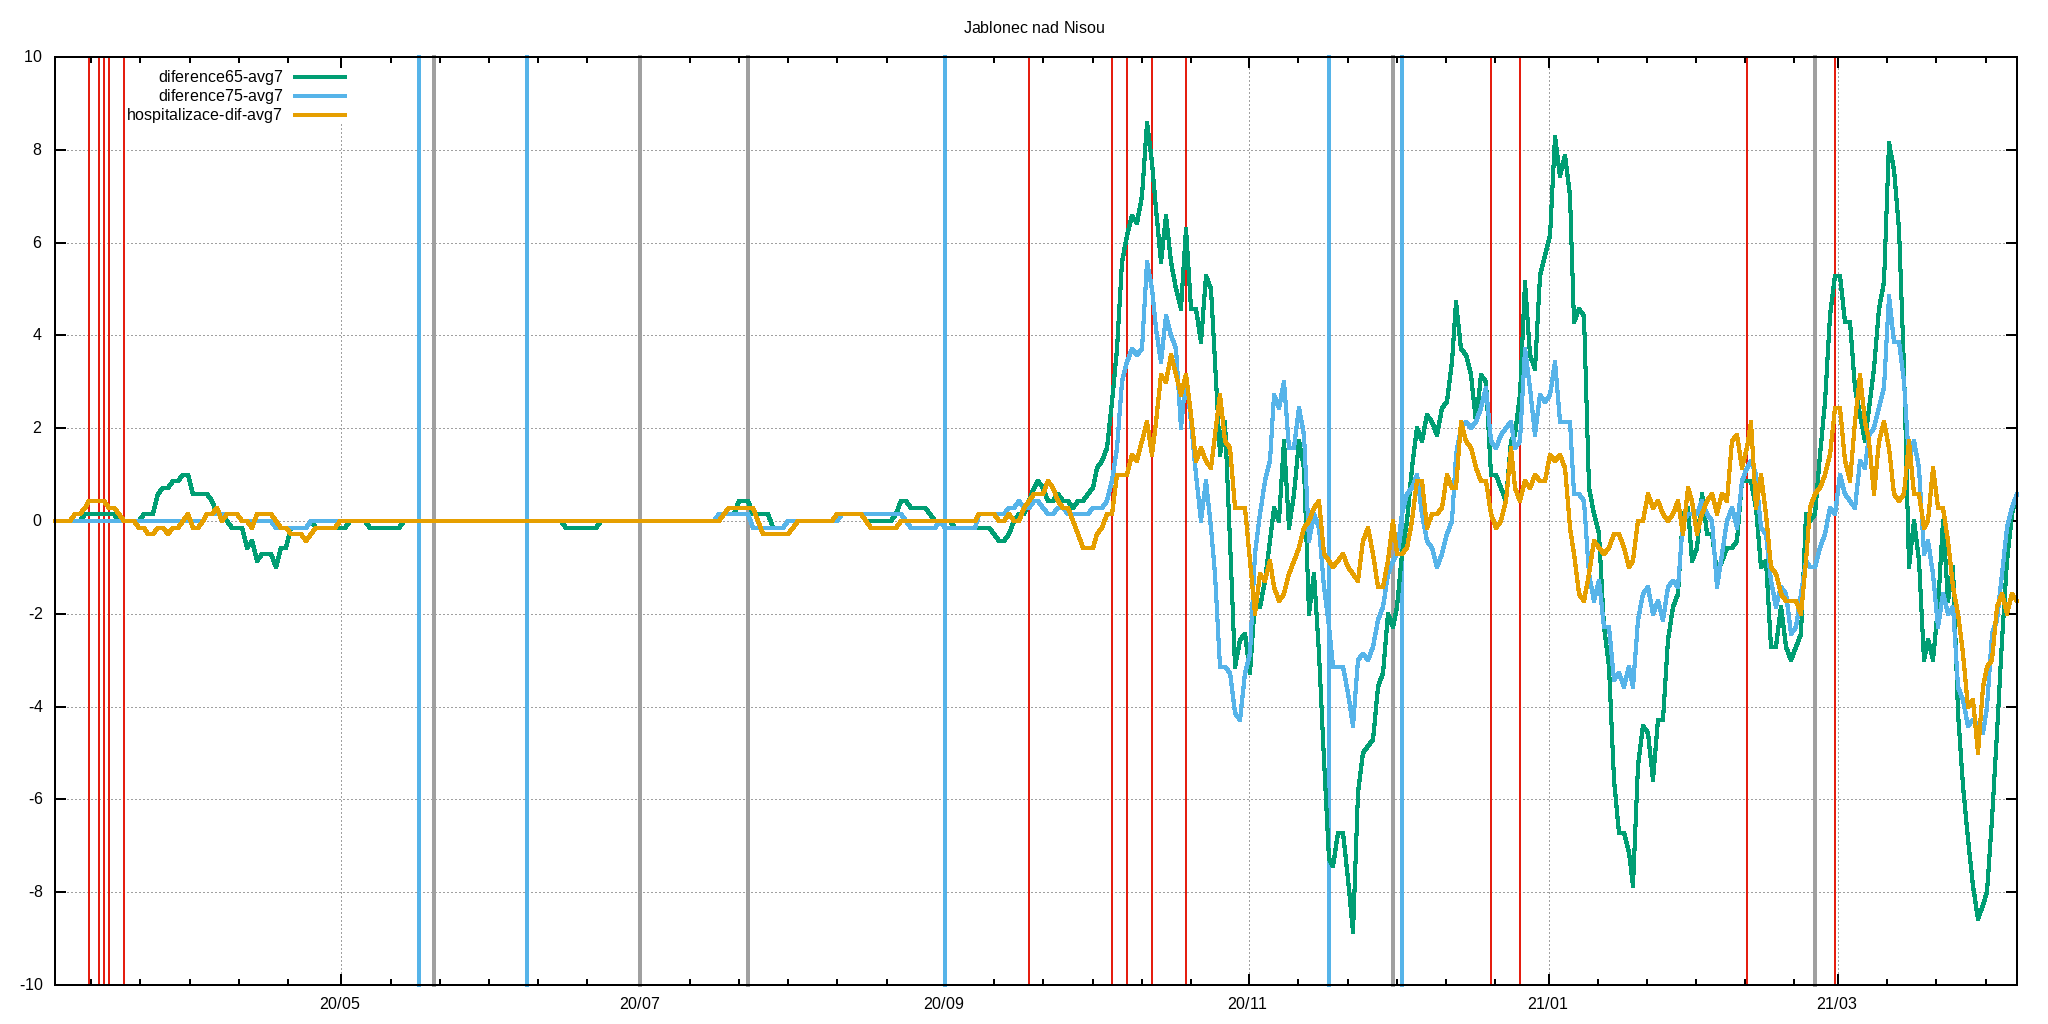 Jablonec nad Nisou
diference65-avg7
diference75-avg7
hospitalizace-dif-avg7
10
8
6
4
2
0
-2
-4
-6
-8
-10
20/05 20/07 20/09 20/11 21/01 21/03